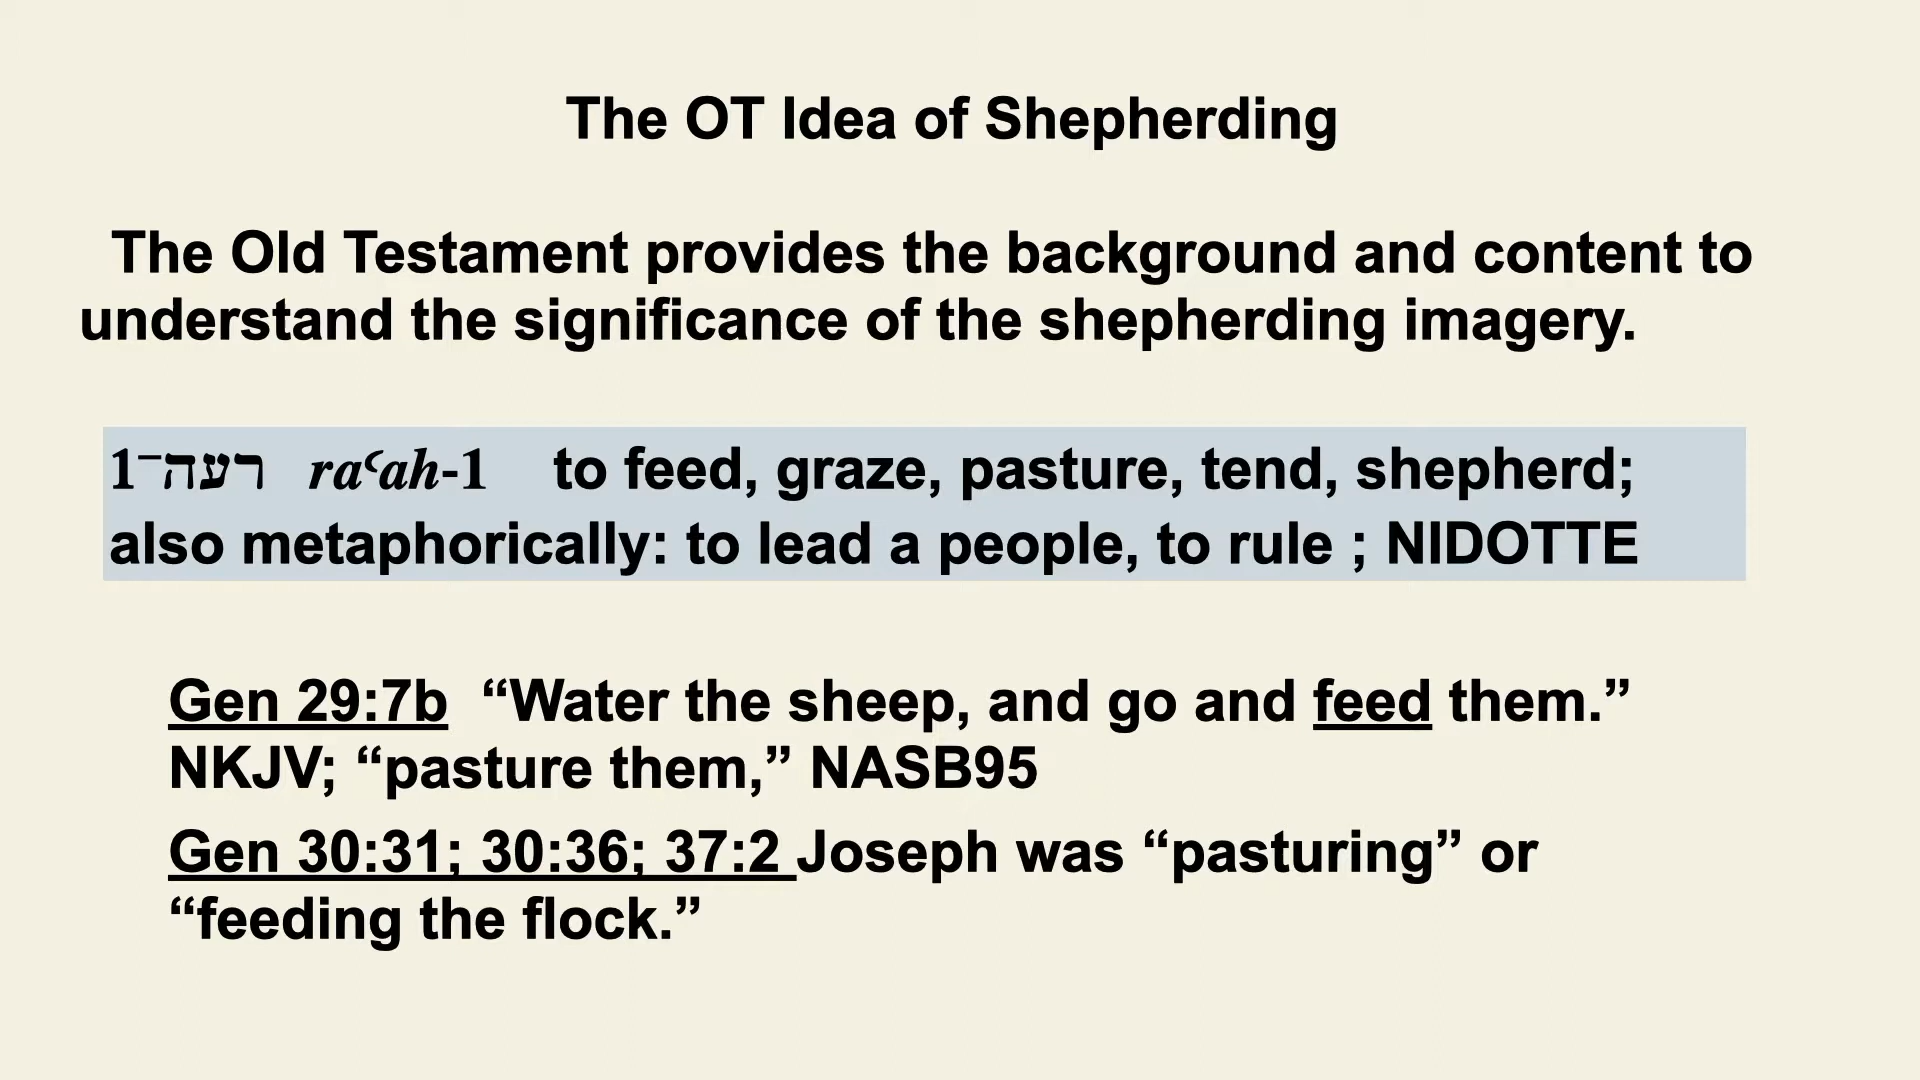 The OT Idea of Shepherding
The Old Testament provides the background and content to
understand the significance of the shepherding imagery.
רעה–1 raʿah-1 to feed, graze, pasture, tend, shepherd;
also metaphorically: to lead a people, to rule ; NIDOTTE
Gen 29:7b “Water the sheep, and go and feed them.”
NKJV; “pasture them,” NASB95
Gen 30:31; 30:36; 37:2 Joseph was “pasturing” or
“feeding the flock.”